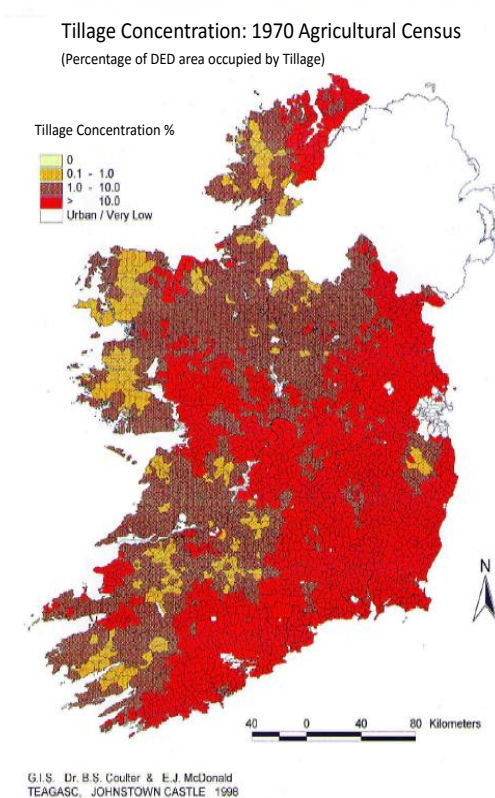 Tillage Concentration: 1970 Agricultural Census
(Percentage of DED area occupied by Tillage)
Tillage Concentration %
0
0.1 - 1.0
1.0 - 10.0
> 10.0
Urban / Very Low
N
40 0 40 80 Kilometers
G.I.S. Dr. B.S. Coulter & E.J. McDonald
TEAGASC, JOHNSTOWN CASTLE 1998